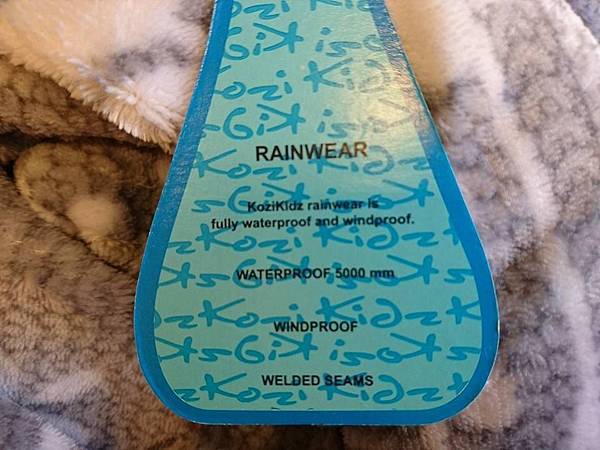 RAINWEAR
KoziKidz rainwear is
fully waterproof and windproof.
WATERPROOF 5000 mm
WINDPROOF
WELDED SEAMS